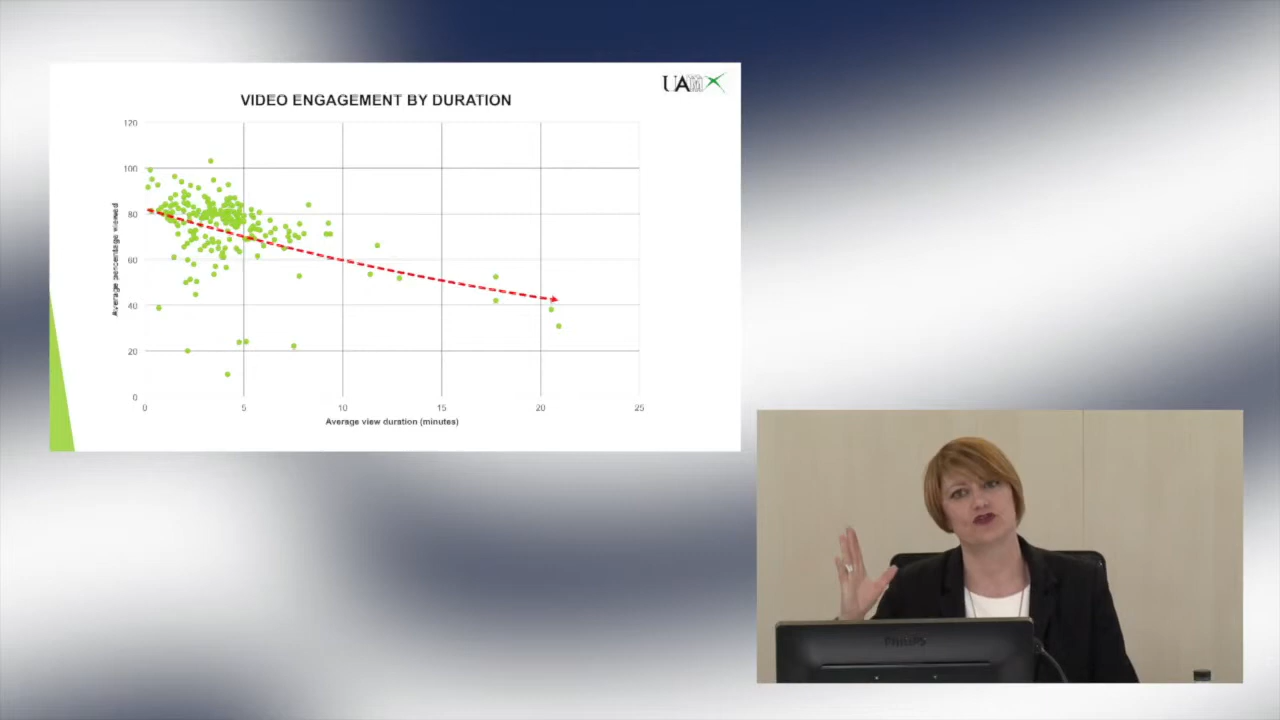 UAMX
VIDEO ENGAGEMENT BY DURATION
120
100
80
60
40
20
0
Average percentage viewed
0 5 10 15 20 25
Average view duration (minutes)
PHILIPS